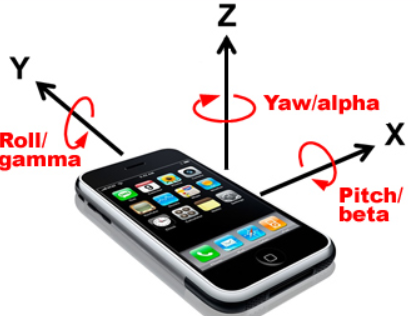 Z
Y
Yaw/alpha
X
Roll/
gamma
Pitch/
beta